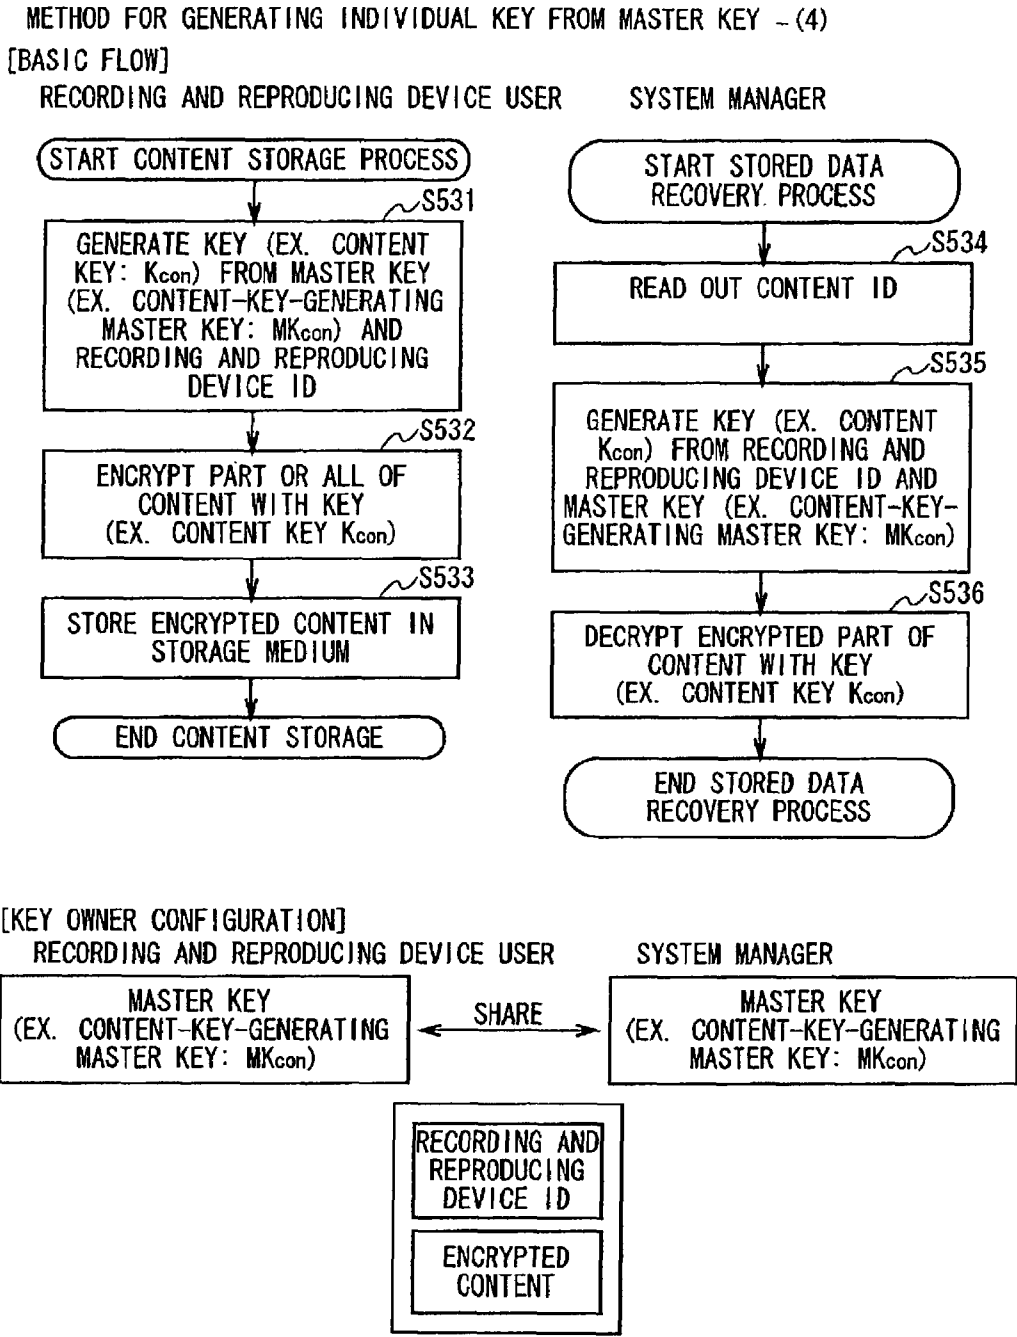 METHOD FOR GENERATING INDIVIDUAL KEY FROM MASTER KEY -(4)
[BASIC FLOW]
RECORDING AND REPRODUCING DEVICE USER
START CONTENT STORAGE PROCESS
S531
GENERATE KEY (EX. CONTENT
KEY: Kcon) FROM MASTER KEY
(EX. CONTENT-KEY-GENERATING
MASTER KEY: MKcon) AND
RECORDING AND REPRODUCING
DEVICE ID
S532
ENCRYPT PART OR ALL OF
CONTENT WITH KEY
(EX. CONTENT KEY Kcon)
S533
STORE ENCRYPTED CONTENT IN
STORAGE MEDIUM
END CONTENT STORAGE
SYSTEM MANAGER
START STORED DATA
RECOVERY PROCESS
S534
READ OUT CONTENT ID
S535
GENERATE KEY (EX. CONTENT
Kcon) FROM RECORDING AND
REPRODUCING DEVICE ID AND
MASTER KEY (EX. CONTENT-KEY-
GENERATING MASTER KEY: MKcon)
S536
DECRYPT ENCRYPTED PART OF
CONTENT WITH KEY
(EX. CONTENT KEY Kcon)
END STORED DATA
RECOVERY PROCESS
[KEY OWNER CONFIGURATION]
RECORDING AND REPRODUCING DEVICE USER
MASTER KEY
(EX. CONTENT-KEY-GENERATING
MASTER KEY: MKcon)
SHARE
SYSTEM MANAGER
MASTER KEY
(EX. CONTENT-KEY-GENERATING
MASTER KEY: MKcon)
RECORDING AND
REPRODUCING
DEVICE ID
ENCRYPTED
CONTENT